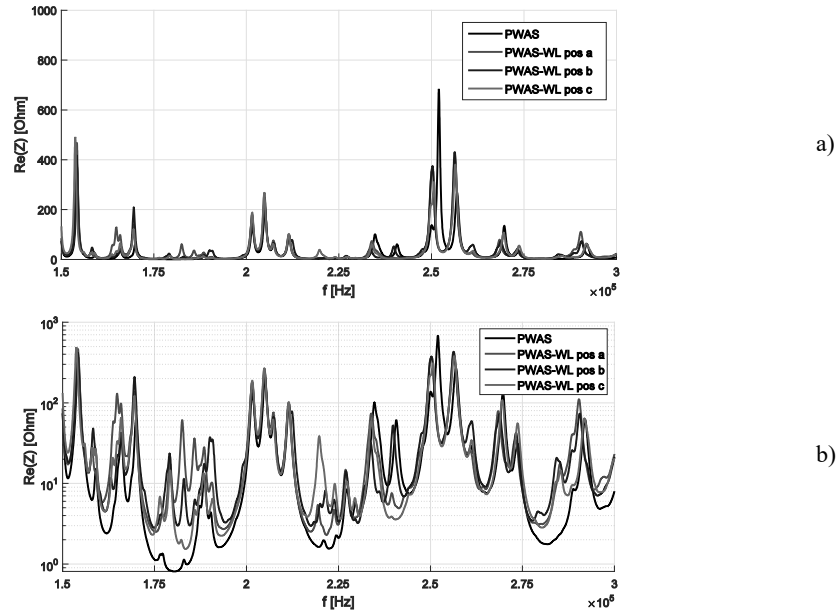 1000
800
600
400
200
0
Re(Z) [Ohm]
PWAS
PWAS-WL pos a
PWAS-WL pos b
PWAS-WL pos c
a)
1.5 1.75 2 2.25 2.5 2.75 3
f [Hz]
×10⁵
10³
10²
10¹
10⁰
Re(Z) [Ohm]
PWAS
PWAS-WL pos a
PWAS-WL pos b
PWAS-WL pos c
b)
1.5 1.75 2 2.25 2.5 2.75 3
f [Hz]
×10⁵